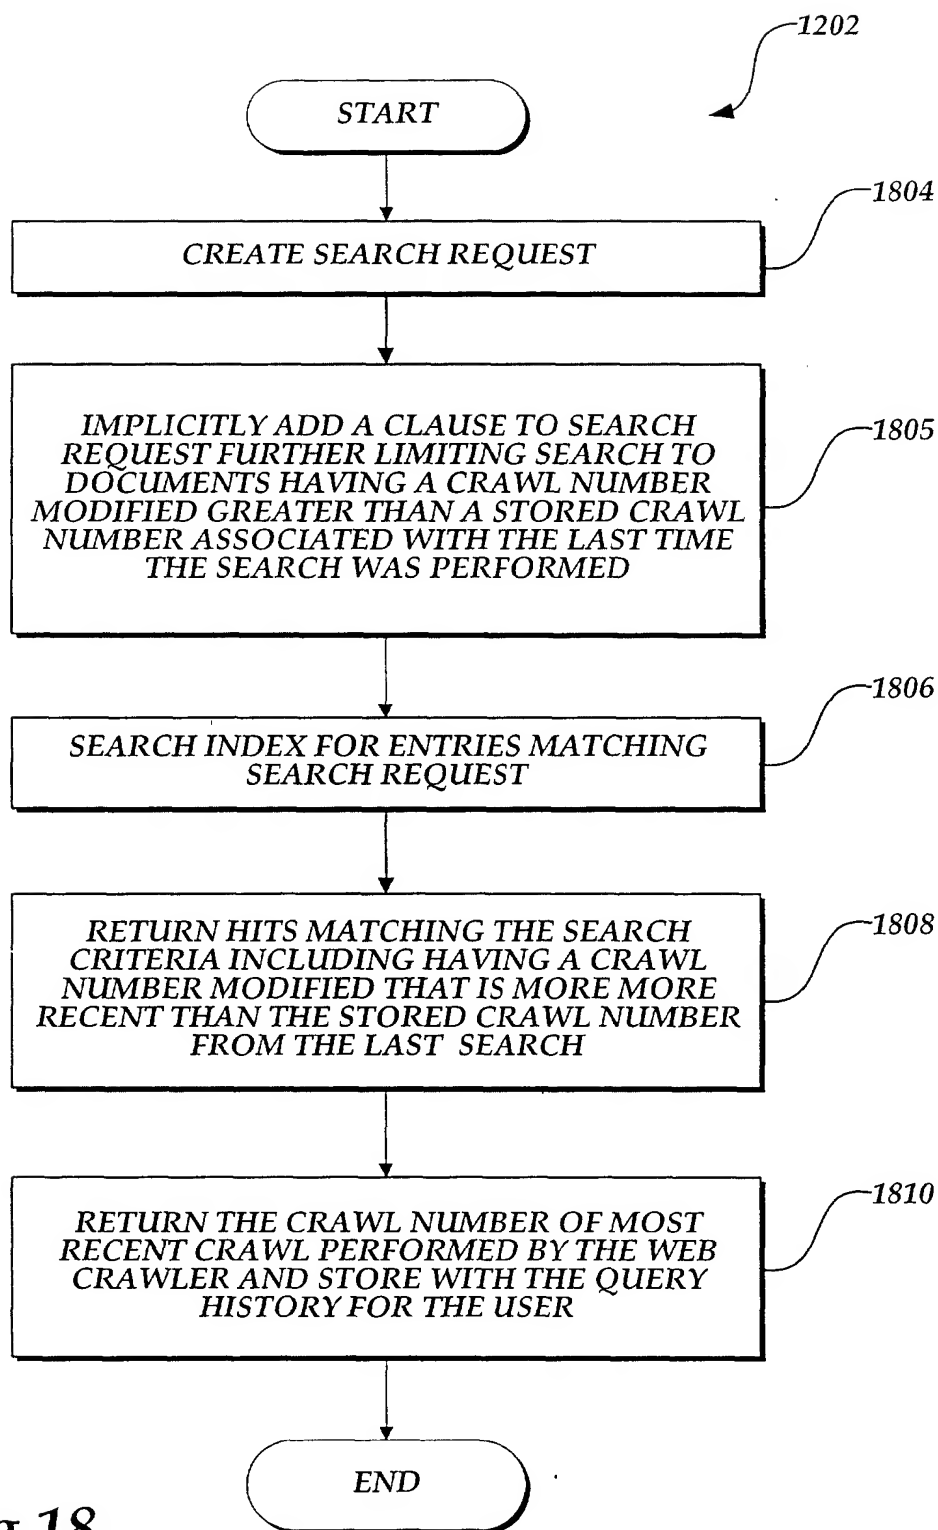 1202
START
1804
CREATE SEARCH REQUEST
1805
IMPLICITLY ADD A CLAUSE TO SEARCH
REQUEST FURTHER LIMITING SEARCH TO
DOCUMENTS HAVING A CRAWL NUMBER
MODIFIED GREATER THAN A STORED CRAWL
NUMBER ASSOCIATED WITH THE LAST TIME
THE SEARCH WAS PERFORMED
1806
SEARCH INDEX FOR ENTRIES MATCHING
SEARCH REQUEST
1808
RETURN HITS MATCHING THE SEARCH
CRITERIA INCLUDING HAVING A CRAWL
NUMBER MODIFIED THAT IS MORE MORE
RECENT THAN THE STORED CRAWL NUMBER
FROM THE LAST SEARCH
1810
RETURN THE CRAWL NUMBER OF MOST
RECENT CRAWL PERFORMED BY THE WEB
CRAWLER AND STORE WITH THE QUERY
HISTORY FOR THE USER
END
18